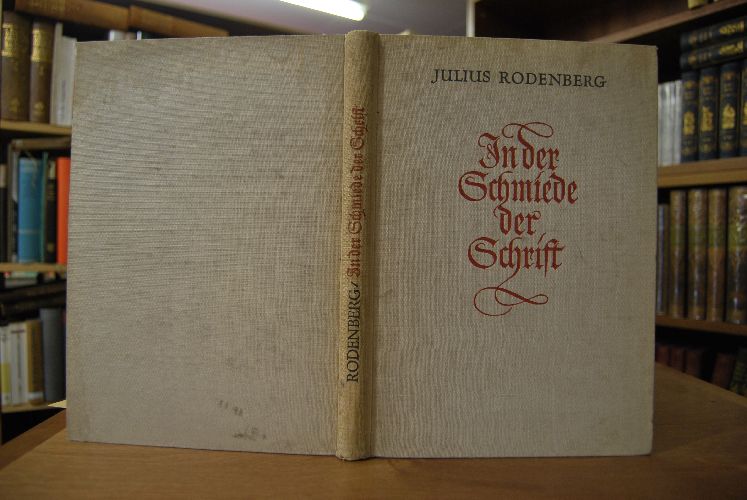 JULIUS RODENBERG
In der
Schmiede
der
Schrift
RODENBERG / In der Schmiede der Schrift